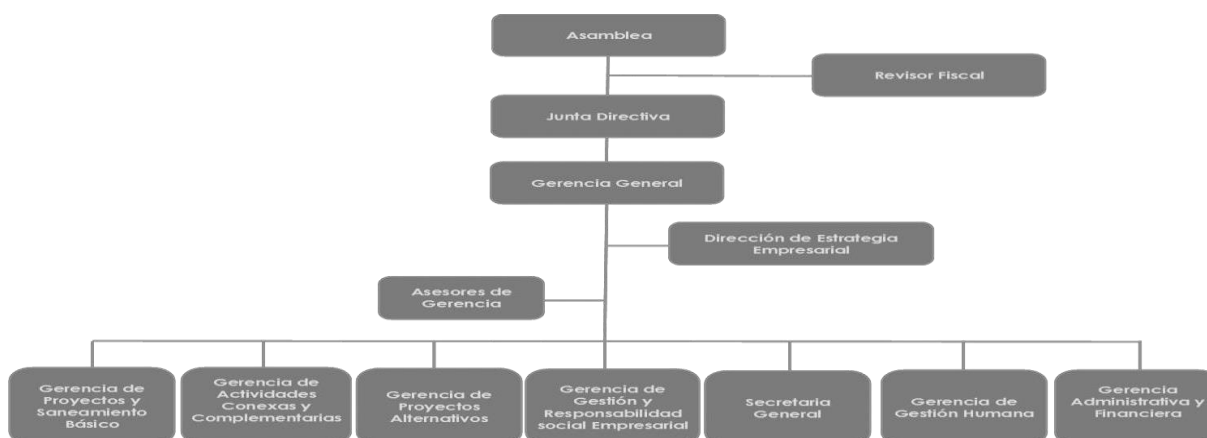 Asamblea
Revisor Fiscal
Junta Directiva
Gerencia General
Dirección de Estrategia
Empresarial
Asesores de
Gerencia
Gerencia de
Proyectos y
Saneamiento
Básico
Gerencia de
Actividades
Conexas y
Complementarias
Gerencia de
Proyectos
Alternativos
Gerencia de
Gestión y
Responsabilidad
social Empresarial
Secretaria
General
Gerencia de
Gestión Humana
Gerencia
Administrativa y
Financiera